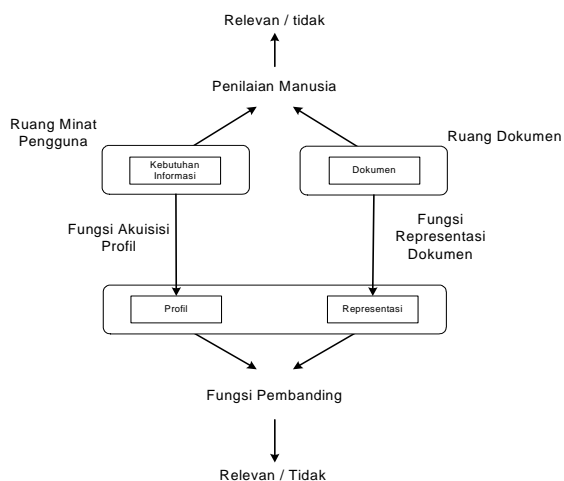 Relevan / tidak
Penilaian Manusia
Ruang Minat
Pengguna
Ruang Dokumen
Kebutuhan
Informasi
Dokumen
Fungsi Akuisisi
Profil
Fungsi
Representasi
Dokumen
Profil
Representasi
Fungsi Pembanding
Relevan / Tidak